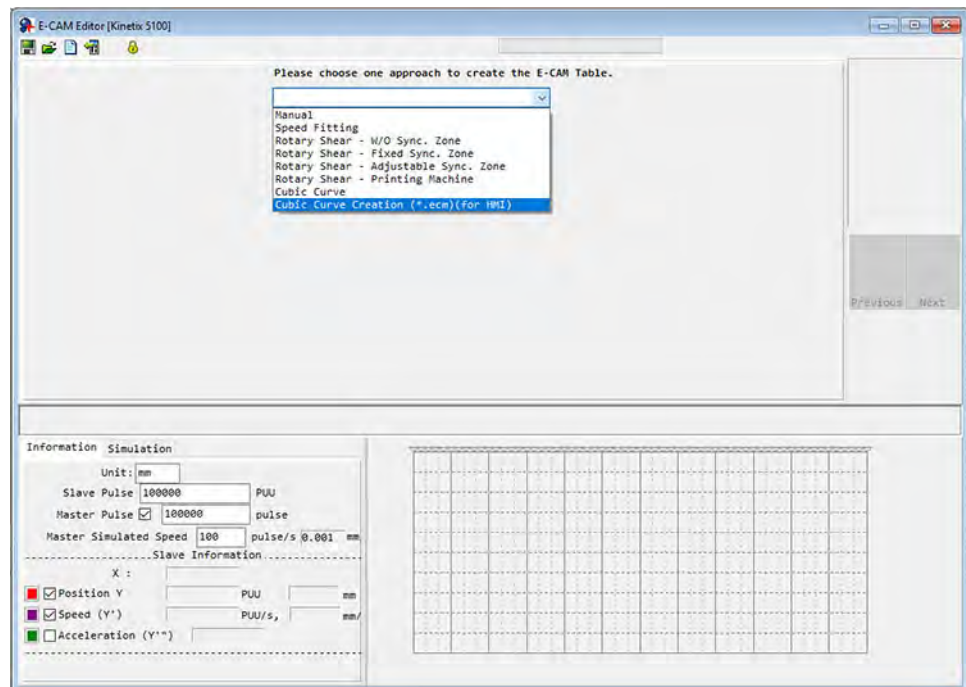 E-CAM Editor [Kinetix 5100]
Please choose one approach to create the E-CAM Table.
Manual
Speed Fitting
Rotary Shear - W/O Sync. Zone
Rotary Shear - Fixed Sync. Zone
Rotary Shear - Adjustable Sync. Zone
Rotary Shear - Printing Machine
Cubic Curve
Cubic Curve Creation (*.ecm)(for HMI)
Previous Next
Information Simulation
Unit: mm
Slave Pulse 100000 PUU
Master Pulse 100000 pulse
Master Simulated Speed 100 pulse/s 0.001 mm
Slave Information
X :
Position Y PUU mm
Speed (Y') PUU/s, mm/
Acceleration (Y'")